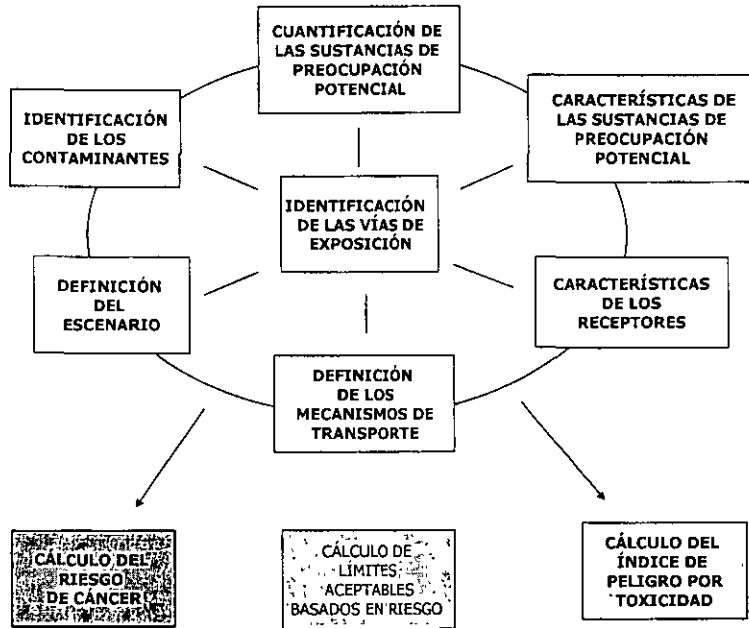 CUANTIFICACIÓN DE
LAS SUSTANCIAS DE
PREOCUPACIÓN
POTENCIAL
IDENTIFICACIÓN
DE LOS
CONTAMINANTES
CARACTERÍSTICAS DE
LAS SUSTANCIAS DE
PREOCUPACIÓN
POTENCIAL
IDENTIFICACIÓN
DE LAS VÍAS DE
EXPOSICIÓN
DEFINICIÓN
DEL
ESCENARIO
CARACTERÍSTICAS
DE LOS
RECEPTORES
DEFINICIÓN
DE LOS
MECANISMOS DE
TRANSPORTE
CÁLCULO DEL
RIESGO
DE CÁNCER
CÁLCULO DE
LÍMITES
ACEPTABLES
BASADOS EN RIESGO
CÁLCULO DEL
ÍNDICE DE
PELIGRO POR
TOXICIDAD